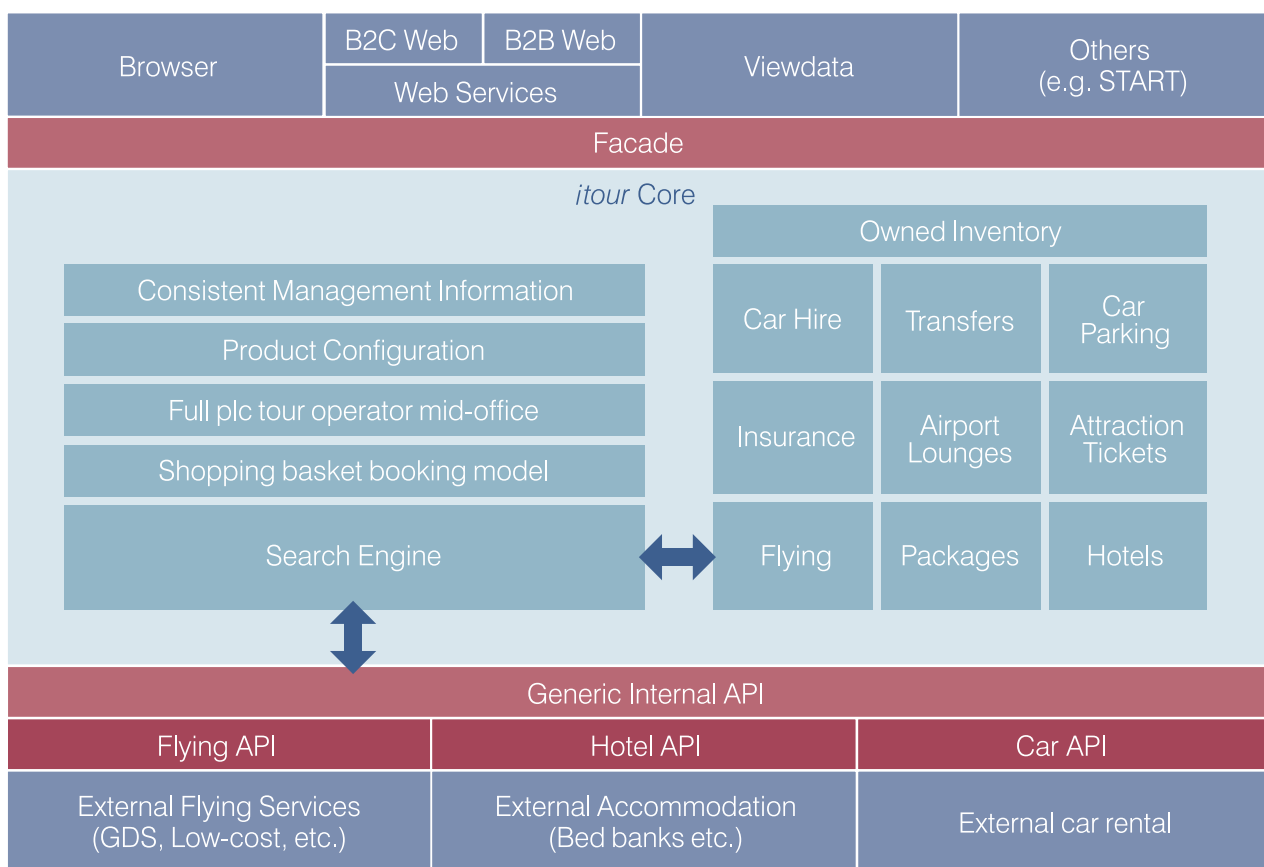 Browser
B2C Web
B2B Web
Web Services
Viewdata
Others
(e.g. START)
Facade
itour Core
Consistent Management Information
Product Configuration
Full plc tour operator mid-office
Shopping basket booking model
Search Engine
Owned Inventory
Car Hire
Transfers
Car
Parking
Insurance
Airport
Lounges
Attraction
Tickets
Flying
Packages
Hotels
Generic Internal API
Flying API
Hotel API
Car API
External Flying Services
(GDS, Low-cost, etc.)
External Accommodation
(Bed banks etc.)
External car rental